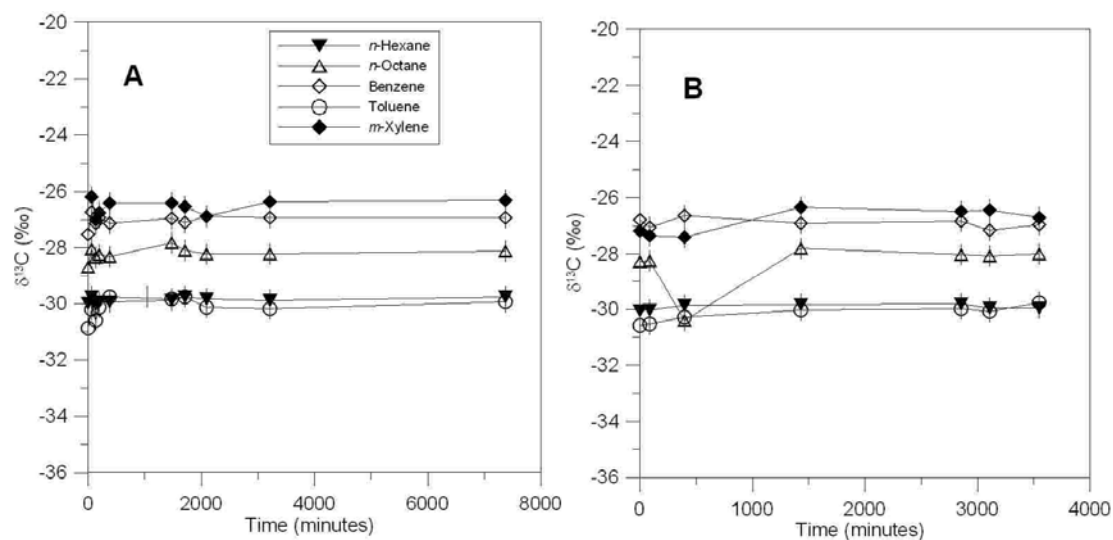 -20
-22
-24
-26
-28
-30
-32
-34
-36
δ¹³C (‰)
0
2000
4000
6000
8000
Time (minutes)
A
n-Hexane
n-Octane
Benzene
Toluene
m-Xylene
-20
-22
-24
-26
-28
-30
-32
-34
-36
δ¹³C (‰)
0
1000
2000
3000
4000
Time (minutes)
B